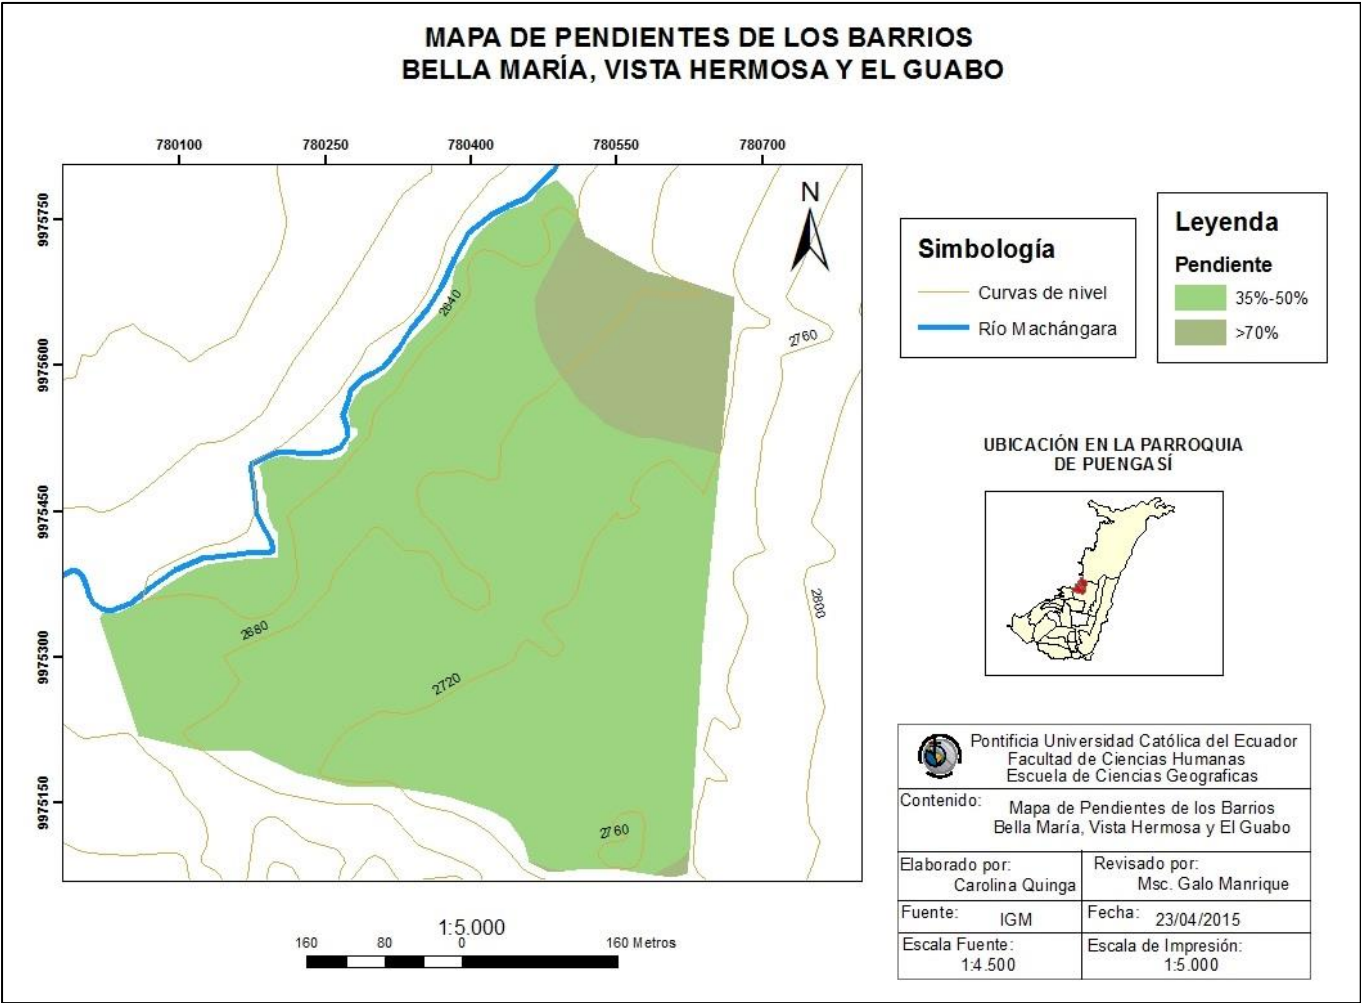 MAPA DE PENDIENTES DE LOS BARRIOS
BELLA MARÍA, VISTA HERMOSA Y EL GUABO
780100 780250 780400 780550 780700
9975750
9975600
9975450
9975300
9975150
N
2640
2760
2800
2680
2720
2760
Simbología
Curvas de nivel
Río Machángara
Leyenda
Pendiente
35%-50%
>70%
UBICACIÓN EN LA PARROQUIA
DE PUENGASÍ
1:5.000
160 80 0 160 Metros
Pontificia Universidad Católica del Ecuador
Facultad de Ciencias Humanas
Escuela de Ciencias Geograficas
Contenido: Mapa de Pendientes de los Barrios
Bella María, Vista Hermosa y El Guabo
Elaborado por:
Carolina Quinga
Revisado por:
Msc. Galo Manrique
Fuente: IGM
Fecha: 23/04/2015
Escala Fuente:
1:4.500
Escala de Impresión:
1:5.000